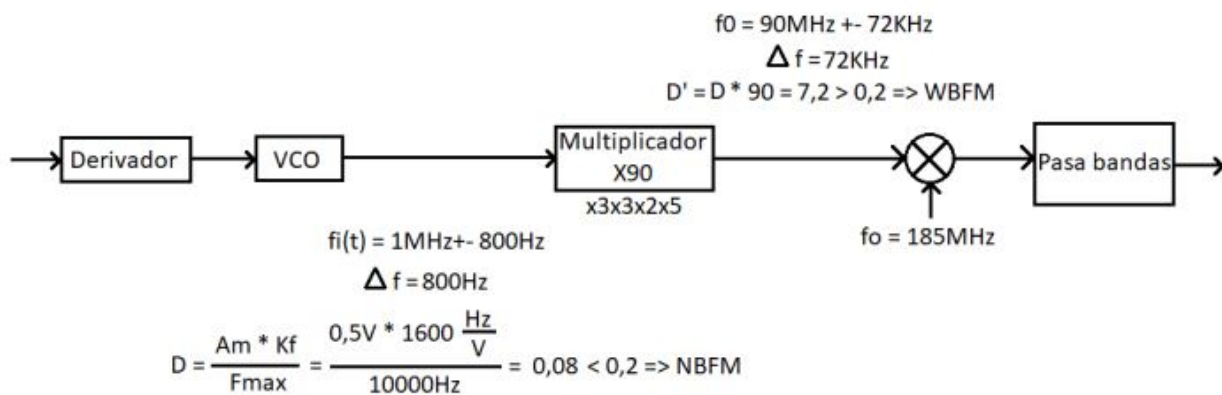 f0 = 90MHz +- 72KHz
Δ f = 72KHz
D' = D * 90 = 7,2 > 0,2 => WBFM
Derivador
VCO
Multiplicador
X90
x3x3x2x5
Pasa bandas
fo = 185MHz
fi(t) = 1MHz+- 800Hz
Δ f = 800Hz
D = Am * Kf / Fmax = 0,5V * 1600 Hz/V / 10000Hz = 0,08 < 0,2 => NBFM